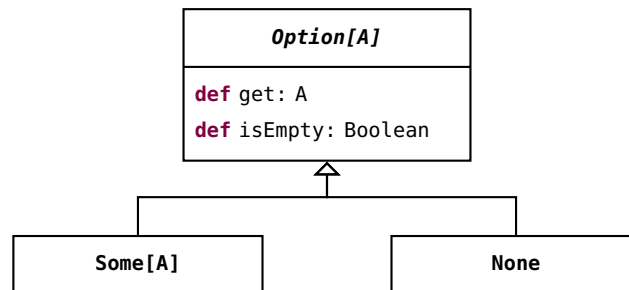 Option[A]
def get: A
def isEmpty: Boolean
Some[A]
None